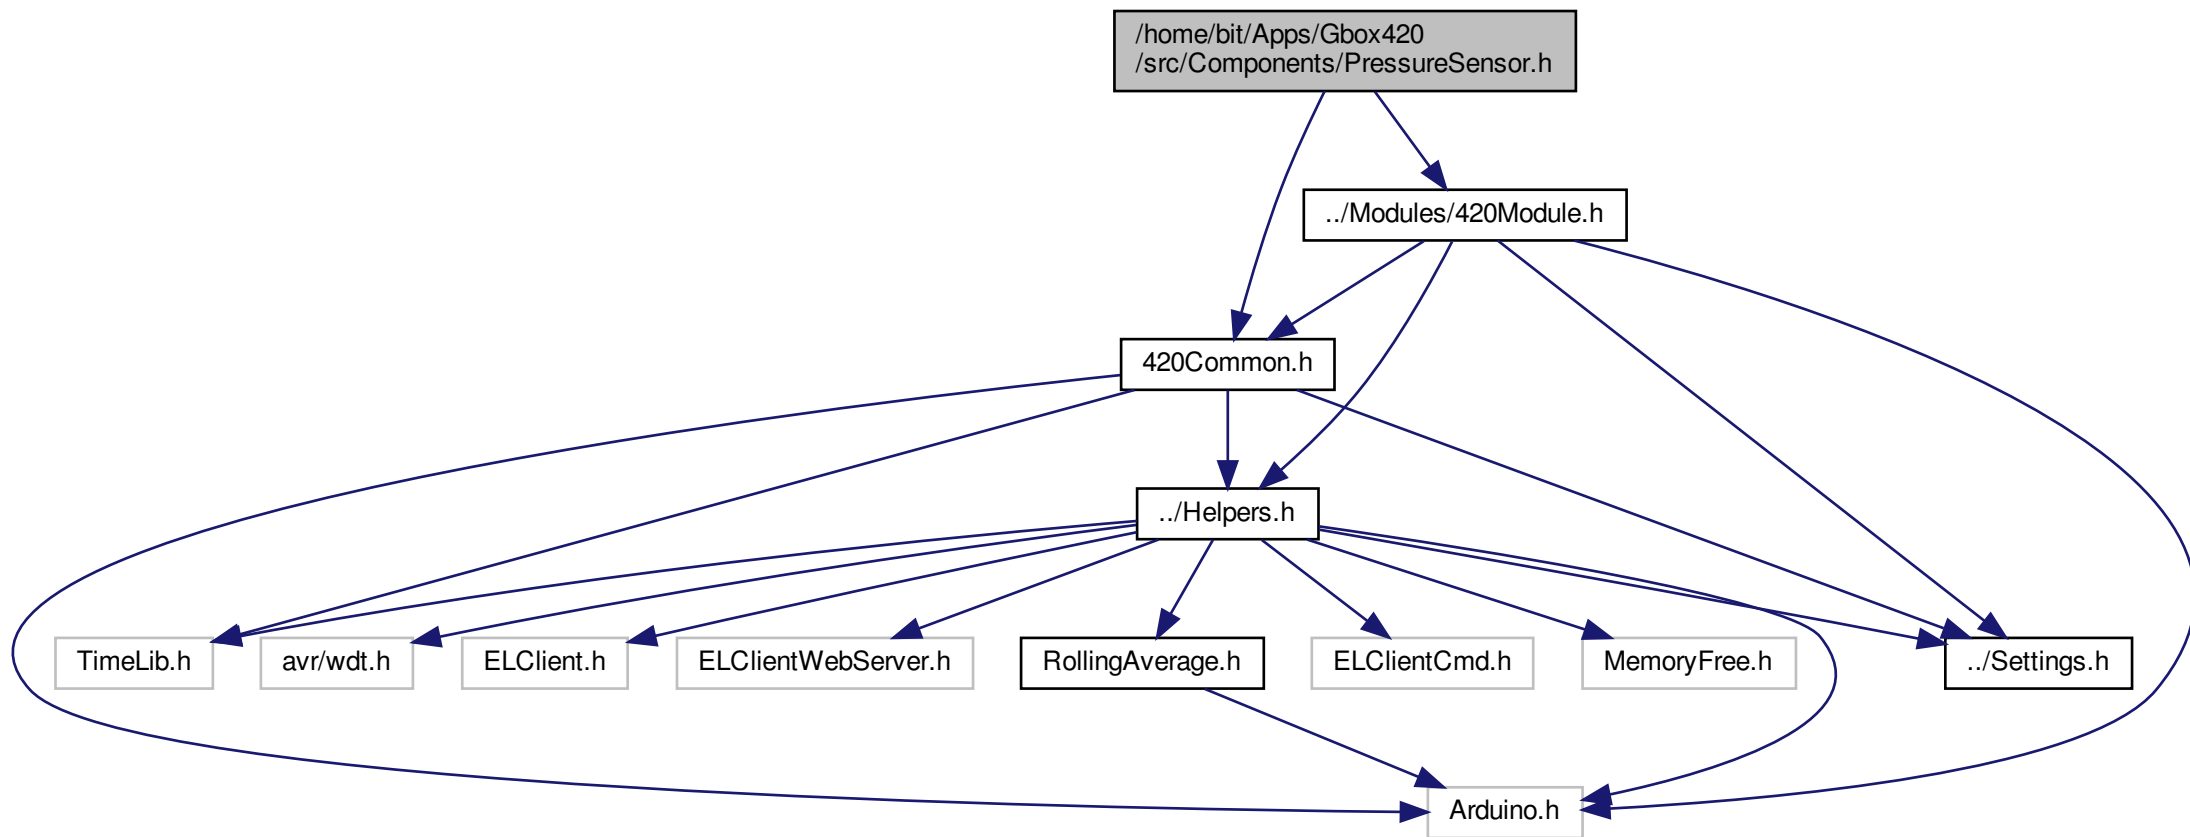 /home/bit/Apps/Gbox420
/src/Components/PressureSensor.h
../Modules/420Module.h
420Common.h
../Helpers.h
TimeLib.h
avr/wdt.h
ELClient.h
ELClientWebServer.h
RollingAverage.h
ELClientCmd.h
MemoryFree.h
../Settings.h
Arduino.h